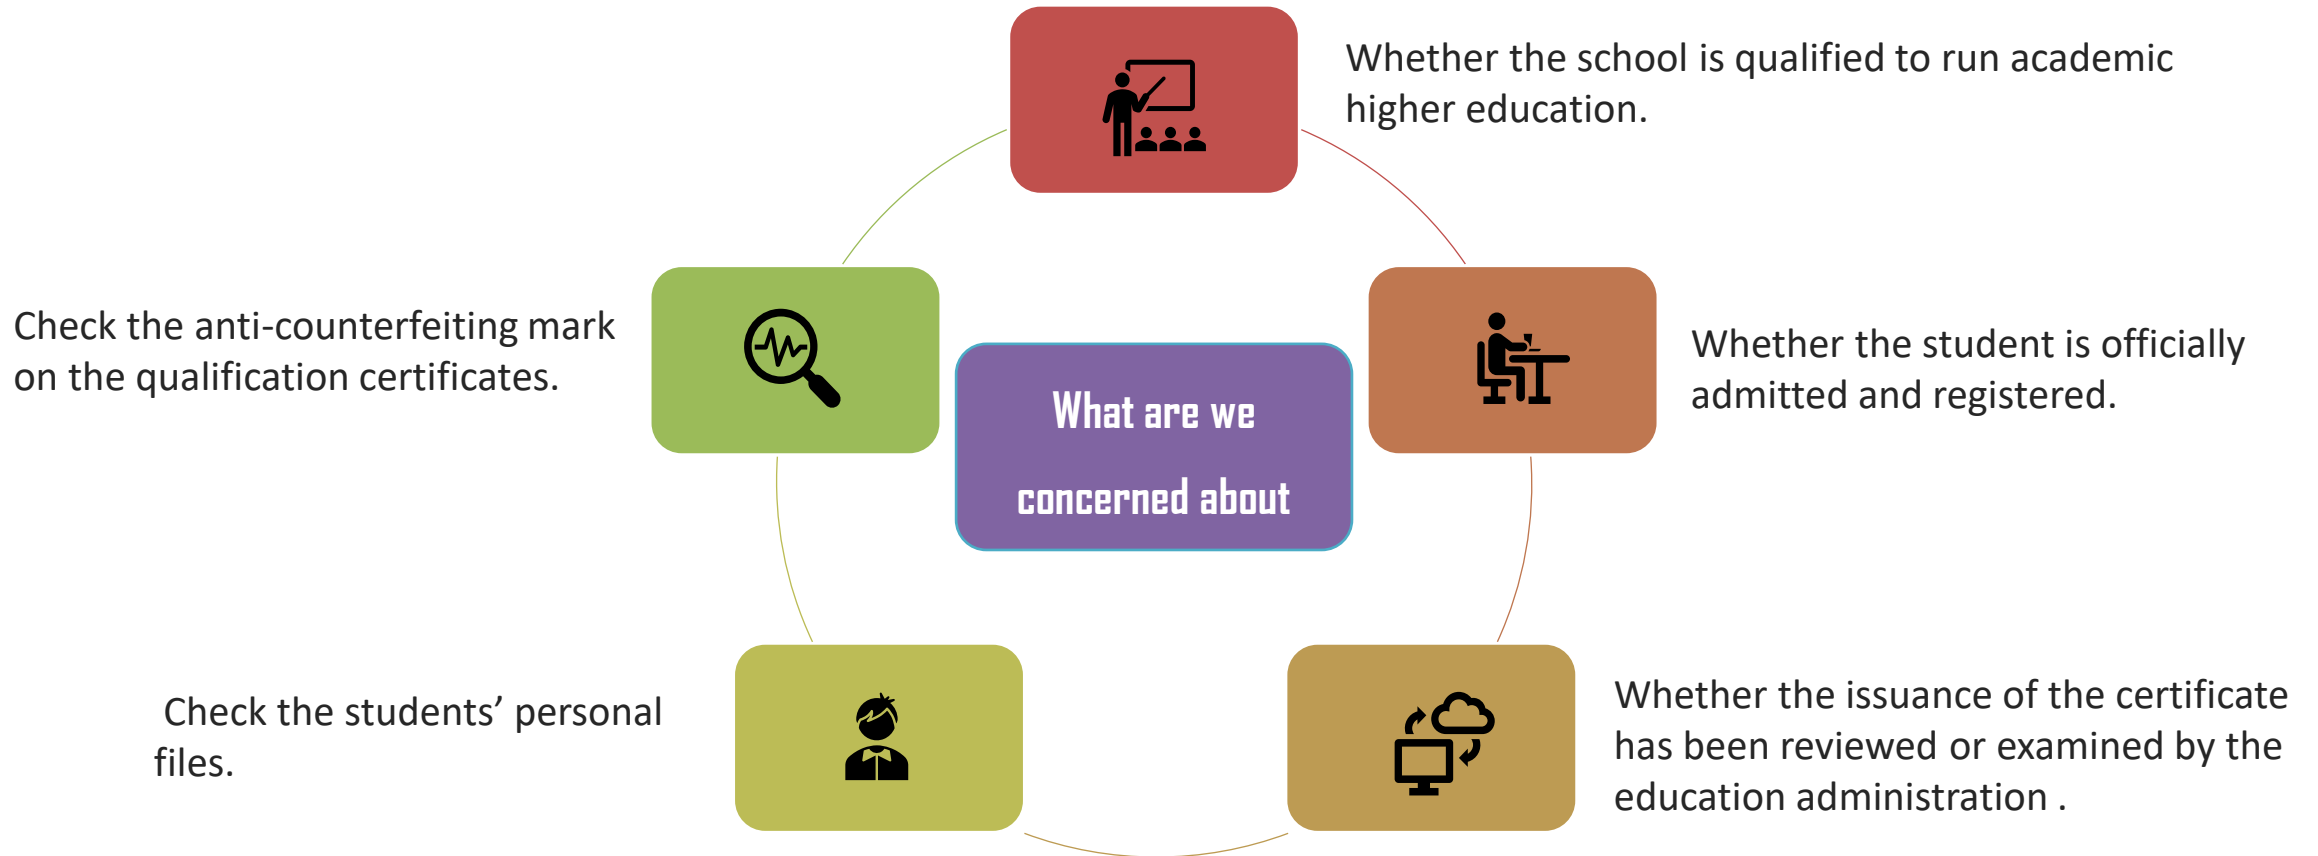 Whether the school is qualified to run academic
higher education.
Check the anti-counterfeiting mark
on the qualification certificates.
What are we
concerned about
Whether the student is officially
admitted and registered.
Check the students’ personal
files.
Whether the issuance of the certificate
has been reviewed or examined by the
education administration .